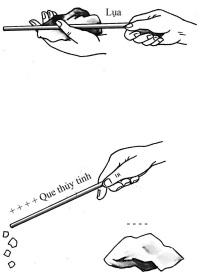 Lụa
++++ Que thủy tinh
----